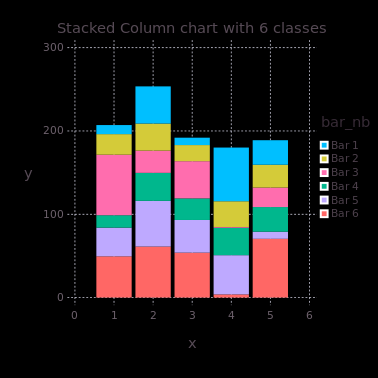 Stacked Column chart with 6 classes
300
200
100
0
y
0 1 2 3 4 5 6
x
bar_nb
Bar 1
Bar 2
Bar 3
Bar 4
Bar 5
Bar 6